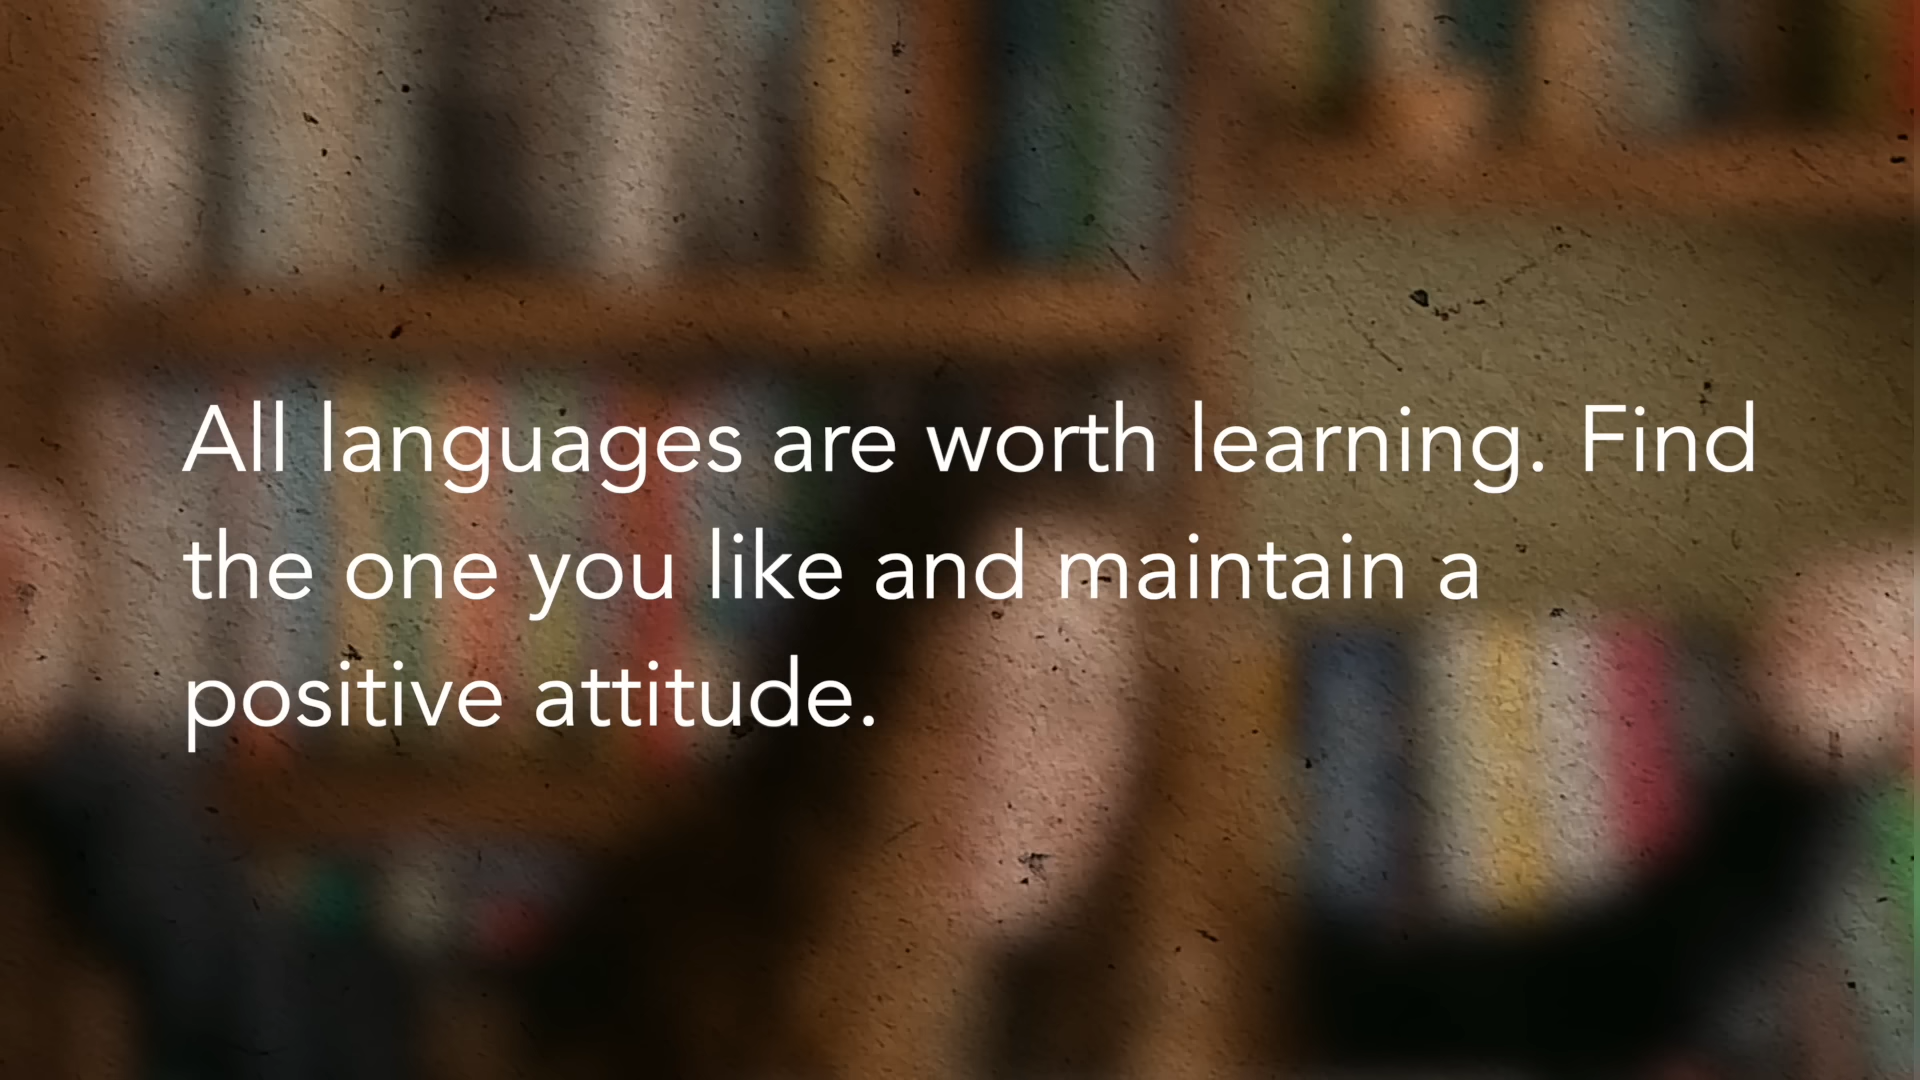 All languages are worth learning. Find
the one you like and maintain a
positive attitude.